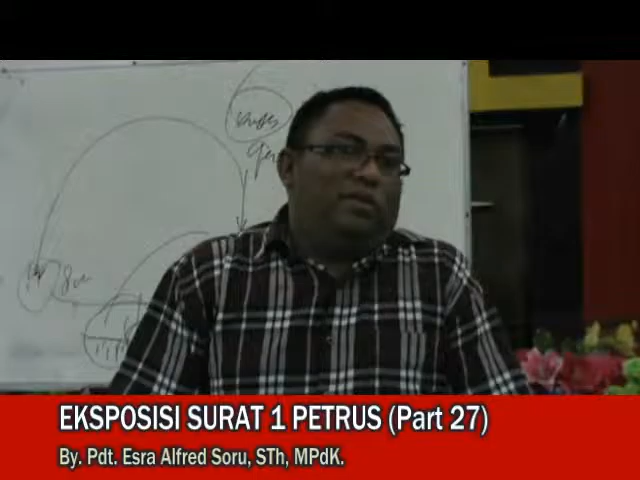 EKSPOSISI SURAT 1 PETRUS (Part 27)
By. Pdt. Esra Alfred Soru, STh, MPdK.